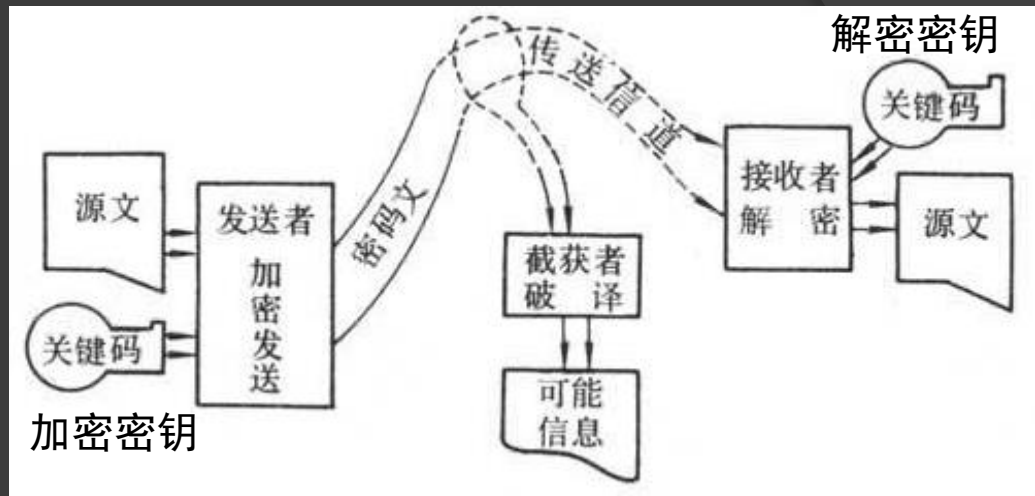 解密密钥
关键码
传送信道
源文
发送者
加
密
发
送
密码文
接收者
解 密
源文
截获者
破 译
关键码
可能
信息
加密密钥